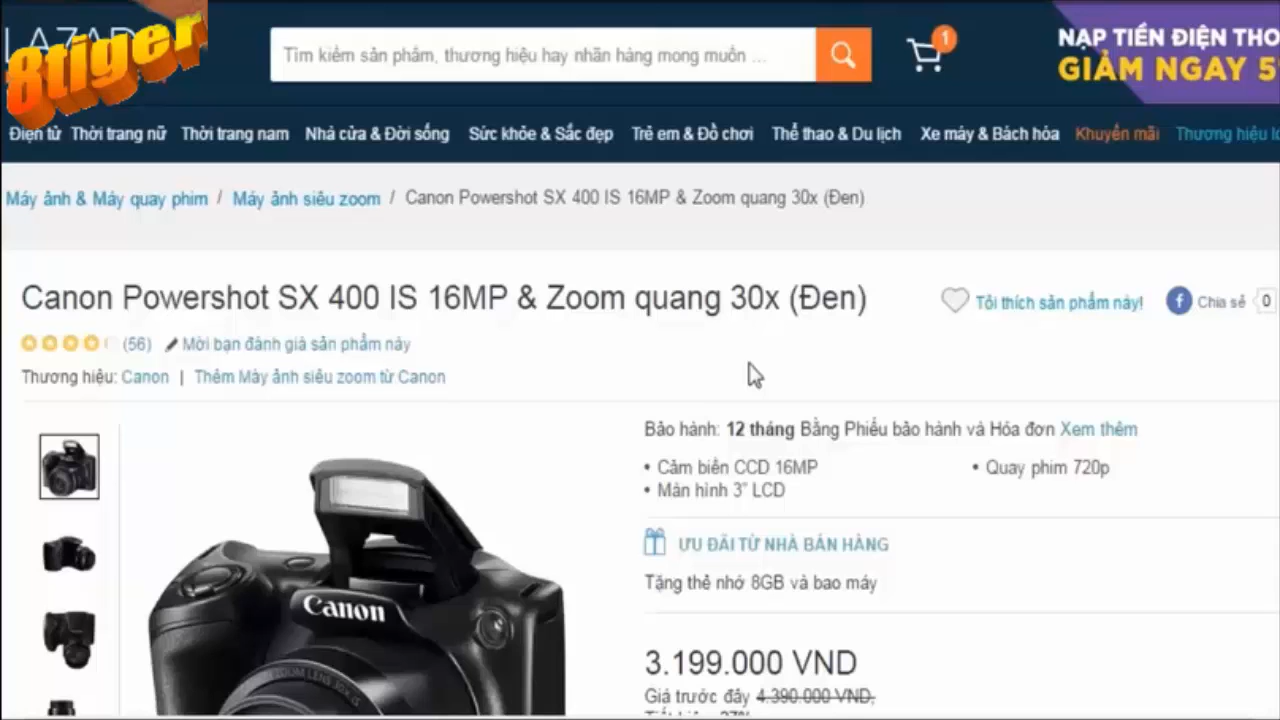 LAZAD
8tiger
Tìm kiếm sản phẩm, thương hiệu hay nhãn hàng mong muốn ...
1
NẠP TIỀN ĐIỆN THO
GIẢM NGAY 5
Điện tử Thời trang nữ Thời trang nam Nhà cửa & Đời sống Sức khỏe & Sắc đẹp Trẻ em & Đồ chơi Thể thao & Du lịch Xe máy & Bách hóa Khuyến mãi Thương hiệu
Máy ảnh & Máy quay phim / Máy ảnh siêu zoom / Canon Powershot SX 400 IS 16MP & Zoom quang 30x (Đen)
Canon Powershot SX 400 IS 16MP & Zoom quang 30x (Đen)
Tôi thích sản phẩm này!
f Chia sẻ 0
(56) Mời bạn đánh giá sản phẩm này
Thương hiệu: Canon | Thêm Máy ảnh siêu zoom từ Canon
Bảo hành: 12 tháng Bằng Phiếu bảo hành và Hóa đơn Xem thêm
• Cảm biến CCD 16MP
• Quay phim 720p
• Màn hình 3" LCD
ƯU ĐÃI TỪ NHÀ BÁN HÀNG
Tặng thẻ nhớ 8GB và bao máy
Canon
ZOOM LENS 30X IS
3.199.000 VND
Giá trước đây 4.390.000 VND,